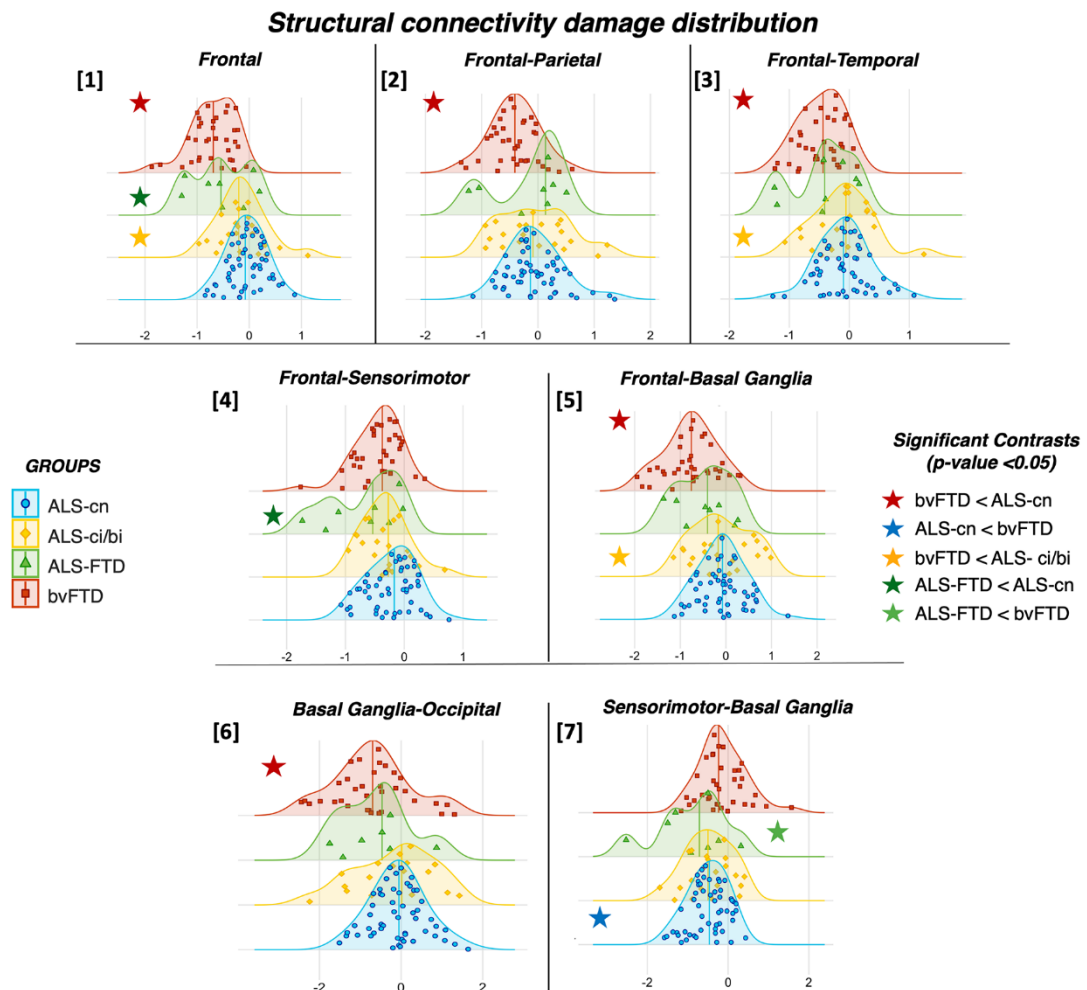 Structural connectivity damage distribution
Frontal
Frontal-Parietal
Frontal-Temporal
[1]
[2]
[3]
-2 -1 0 1
-2 -1 0 1 2
-2 -1 0 1
Frontal-Sensorimotor
Frontal-Basal Ganglia
[4]
[5]
-2 -1 0 1
-2 -1 0 1 2
GROUPS
ALS-cn
ALS-ci/bi
ALS-FTD
bvFTD
Significant Contrasts
(p-value <0.05)
bvFTD < ALS-cn
ALS-cn < bvFTD
bvFTD < ALS- ci/bi
ALS-FTD < ALS-cn
ALS-FTD < bvFTD
Basal Ganglia-Occipital
Sensorimotor-Basal Ganglia
[6]
[7]
-2 0 2
-2 0 2